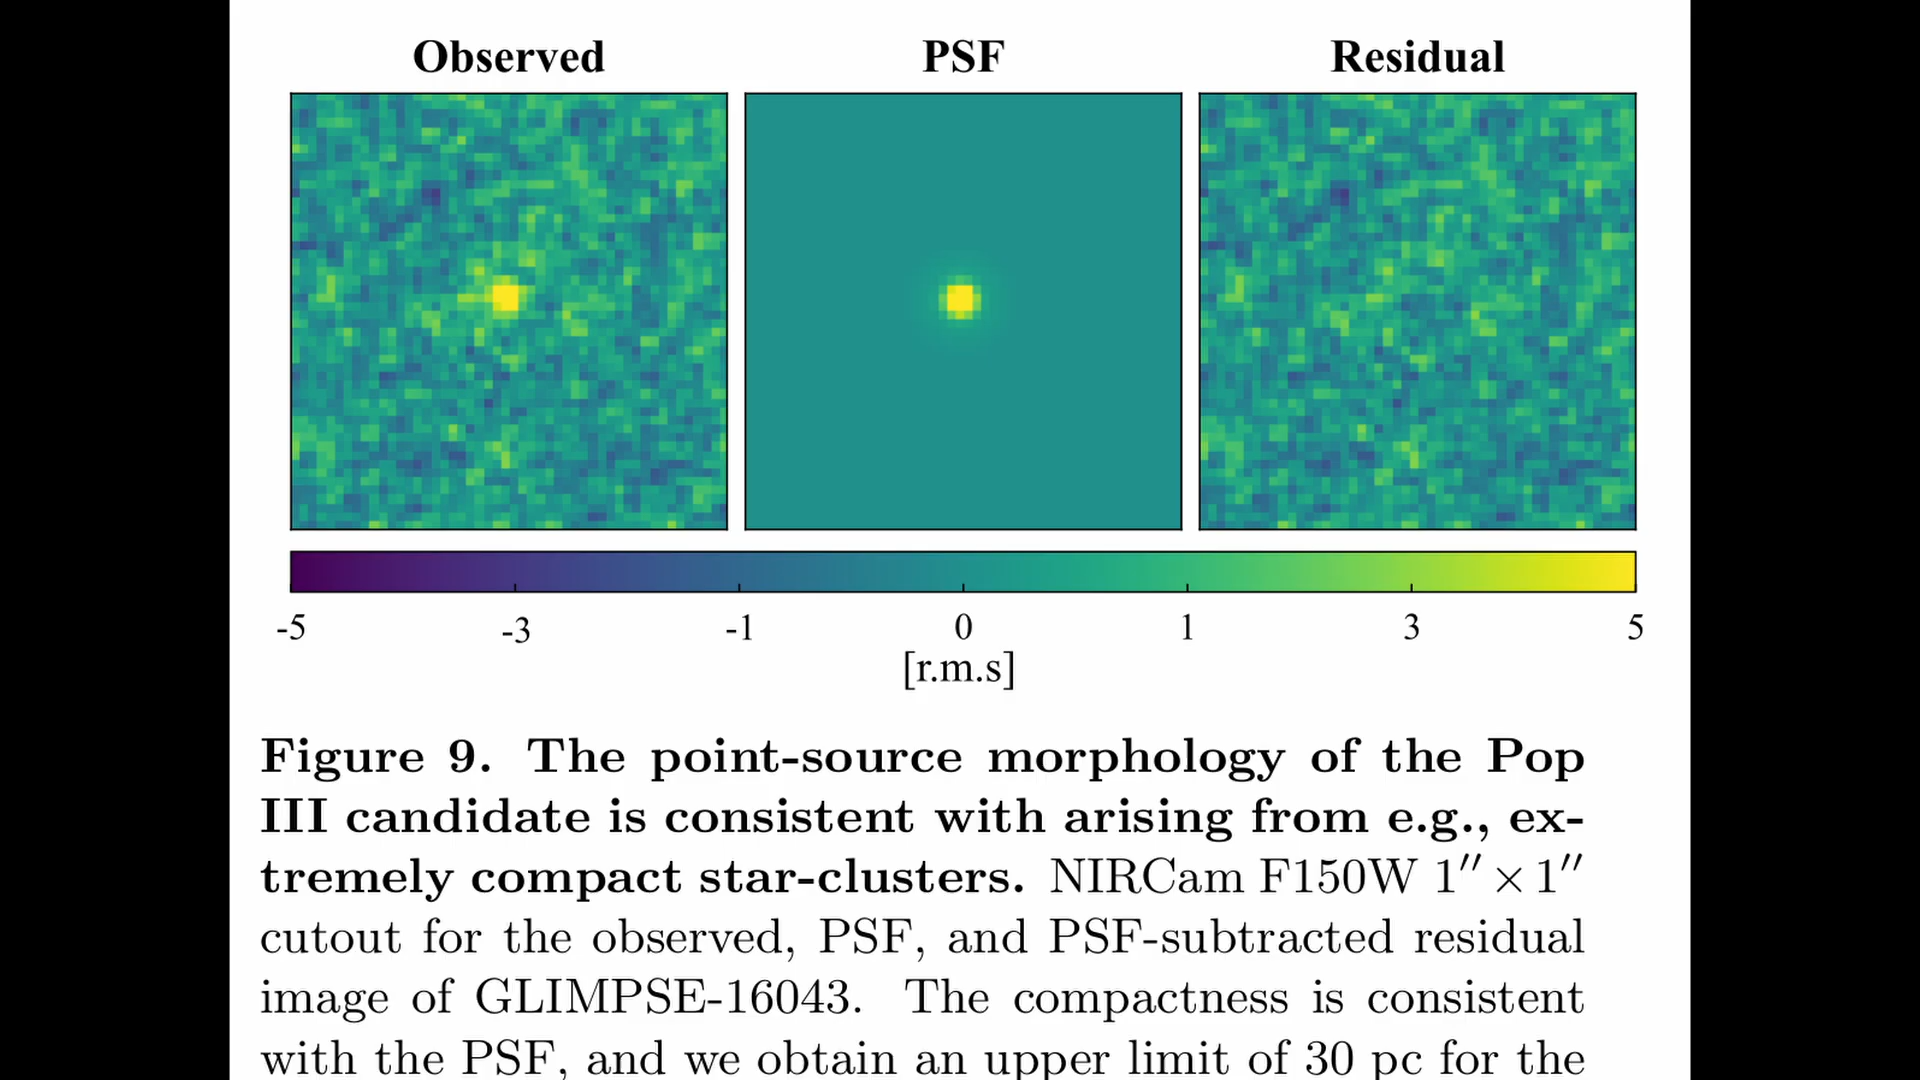 Observed PSF Residual
-5 -3 -1 0 1 3 5
[r.m.s]
Figure 9. The point-source morphology of the Pop
III candidate is consistent with arising from e.g., ex-
tremely compact star-clusters. NIRCam F150W 1″ × 1″
cutout for the observed, PSF, and PSF-subtracted residual
image of GLIMPSE-16043. The compactness is consistent
with the PSF, and we obtain an upper limit of 30 pc for the